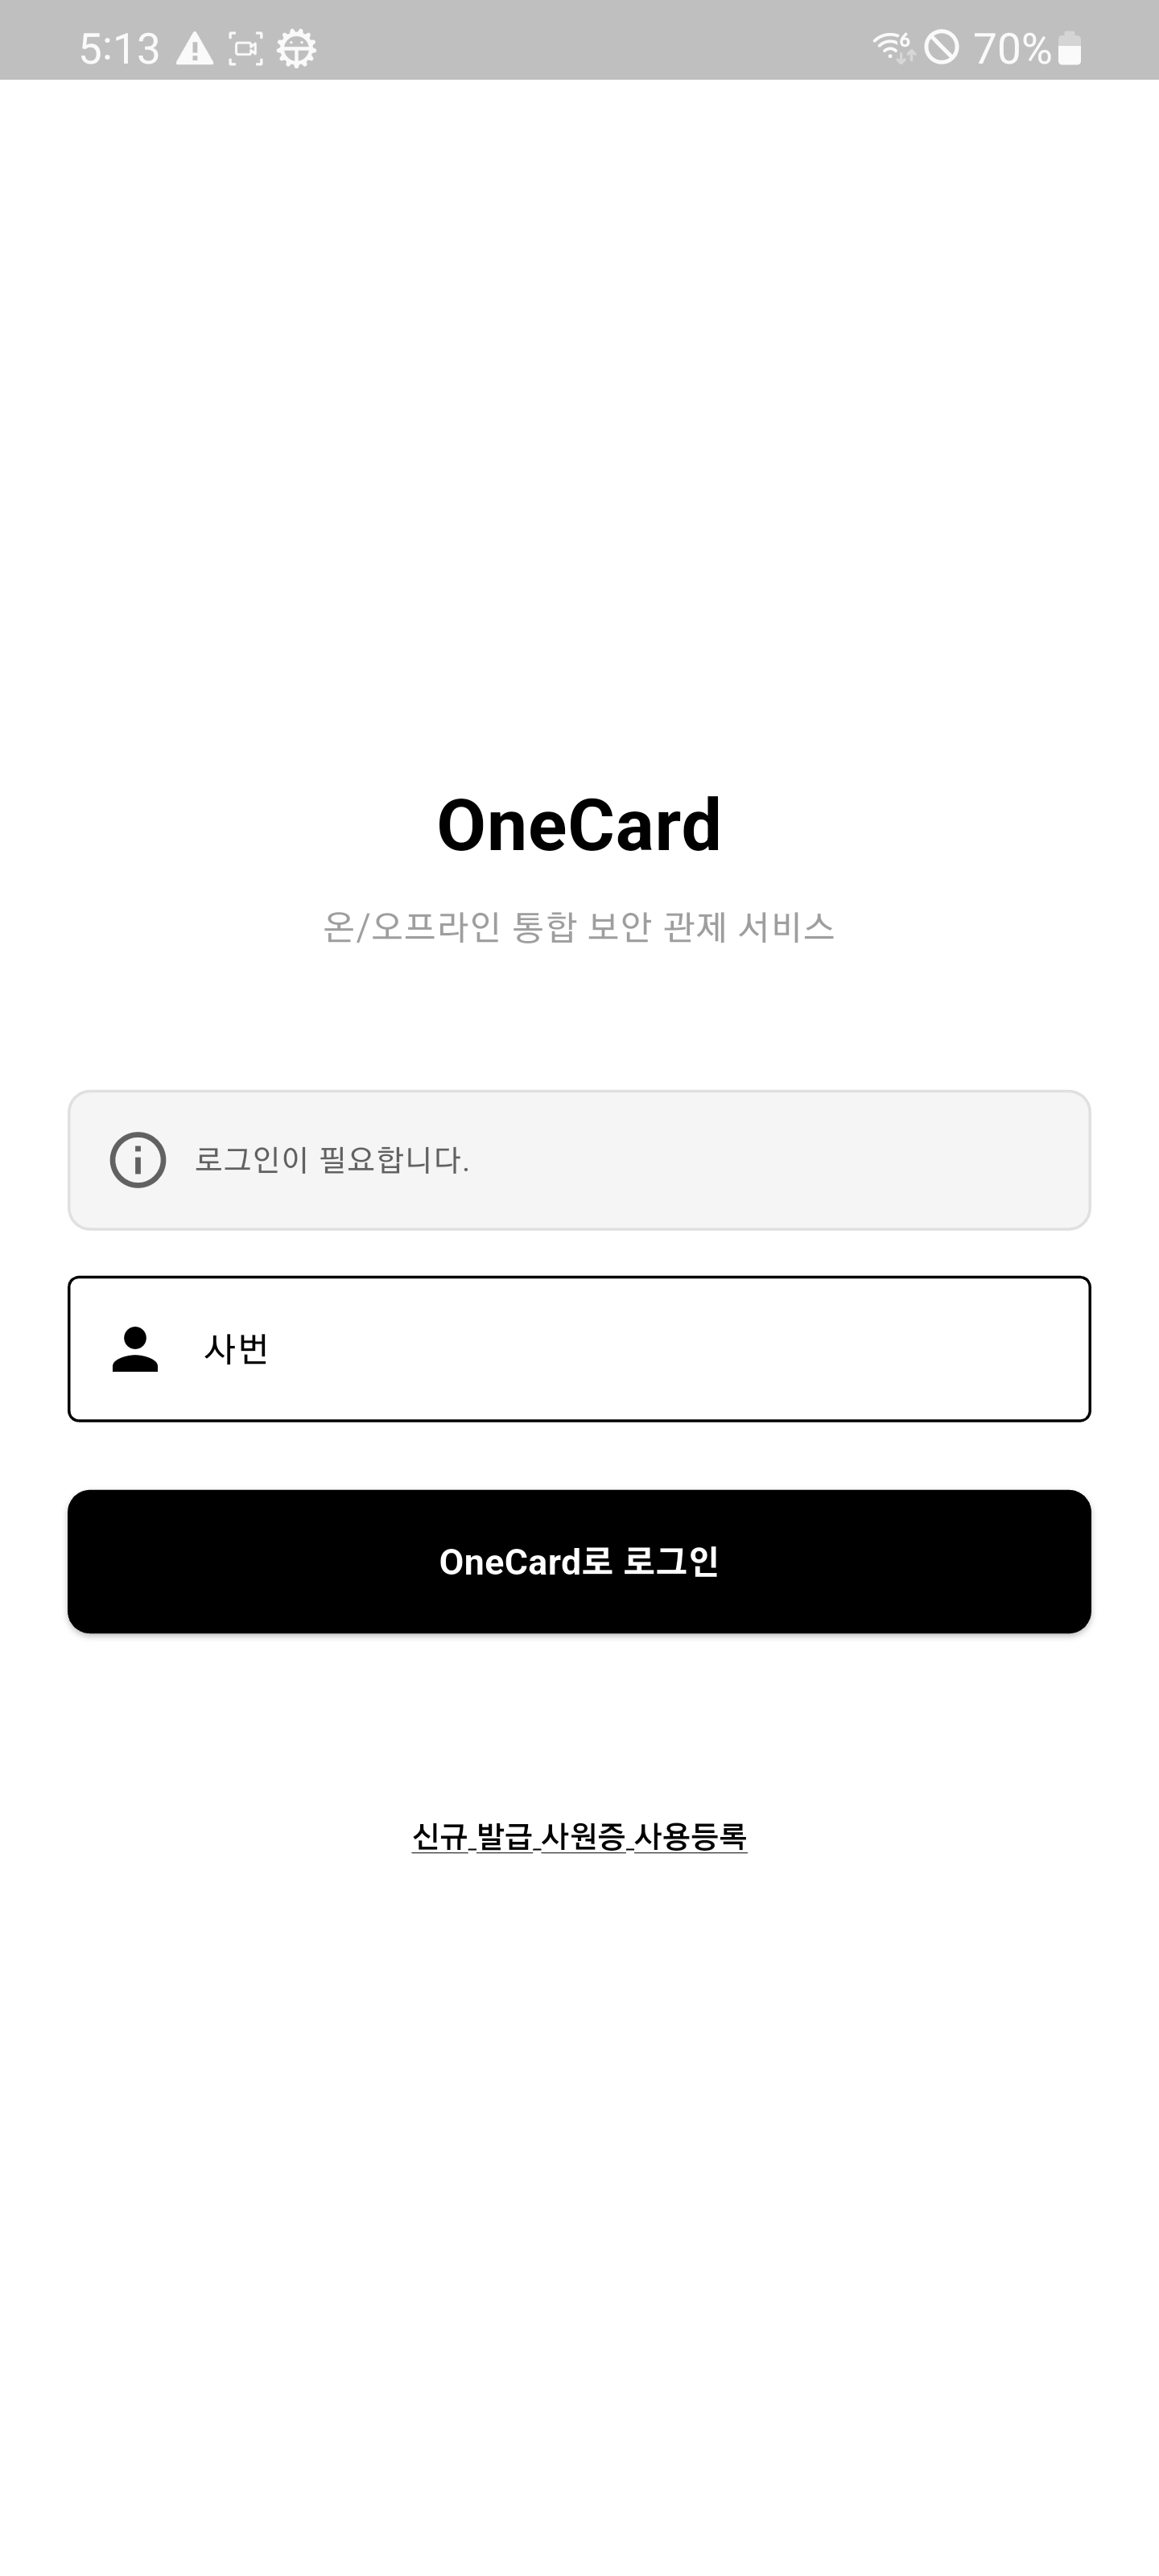 5:13 70%
OneCard
온/오프라인 통합 보안 관제 서비스
로그인이 필요합니다.
사번
OneCard로 로그인
신규 발급 사원증 사용등록